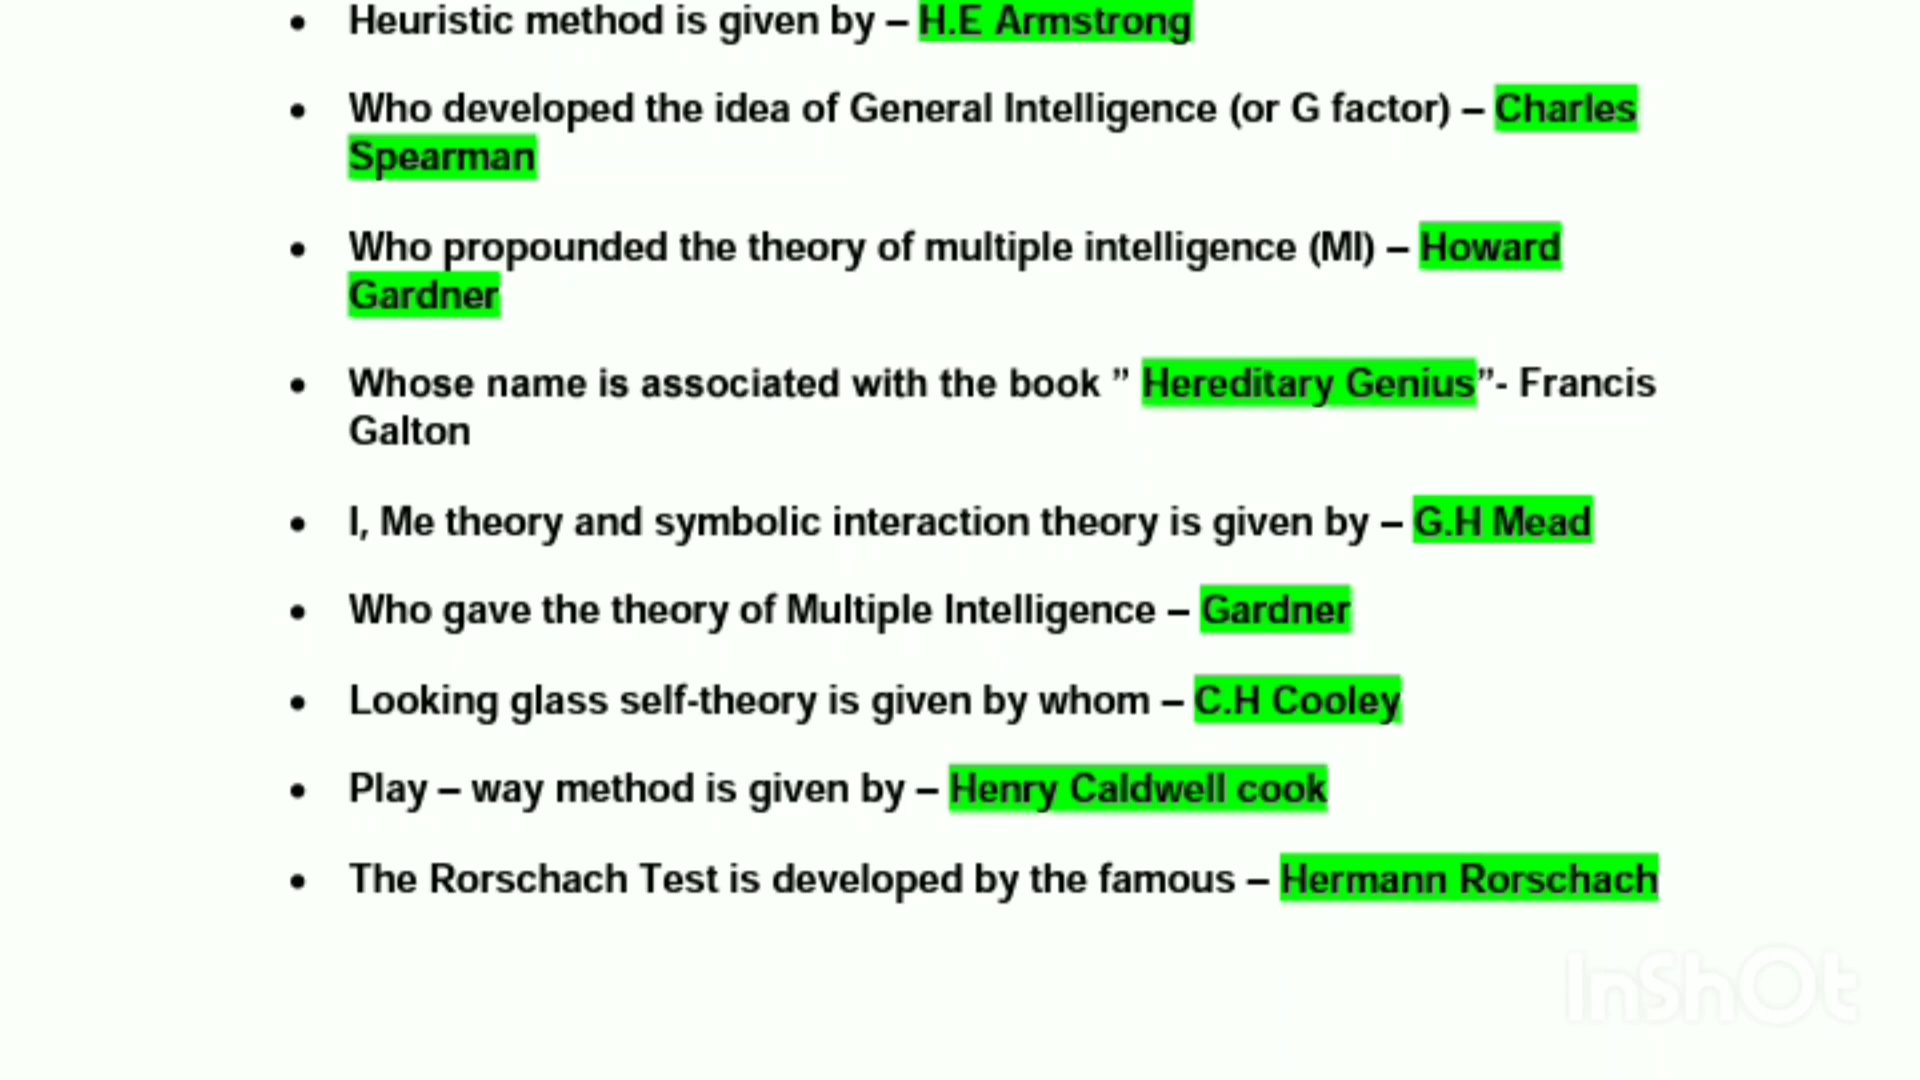 • Heuristic method is given by – H.E Armstrong
• Who developed the idea of General Intelligence (or G factor) – Charles
Spearman
• Who propounded the theory of multiple intelligence (MI) – Howard
Gardner
• Whose name is associated with the book ” Hereditary Genius”- Francis
Galton
• I, Me theory and symbolic interaction theory is given by – G.H Mead
• Who gave the theory of Multiple Intelligence – Gardner
• Looking glass self-theory is given by whom – C.H Cooley
• Play – way method is given by – Henry Caldwell cook
• The Rorschach Test is developed by the famous – Hermann Rorschach
InShOt